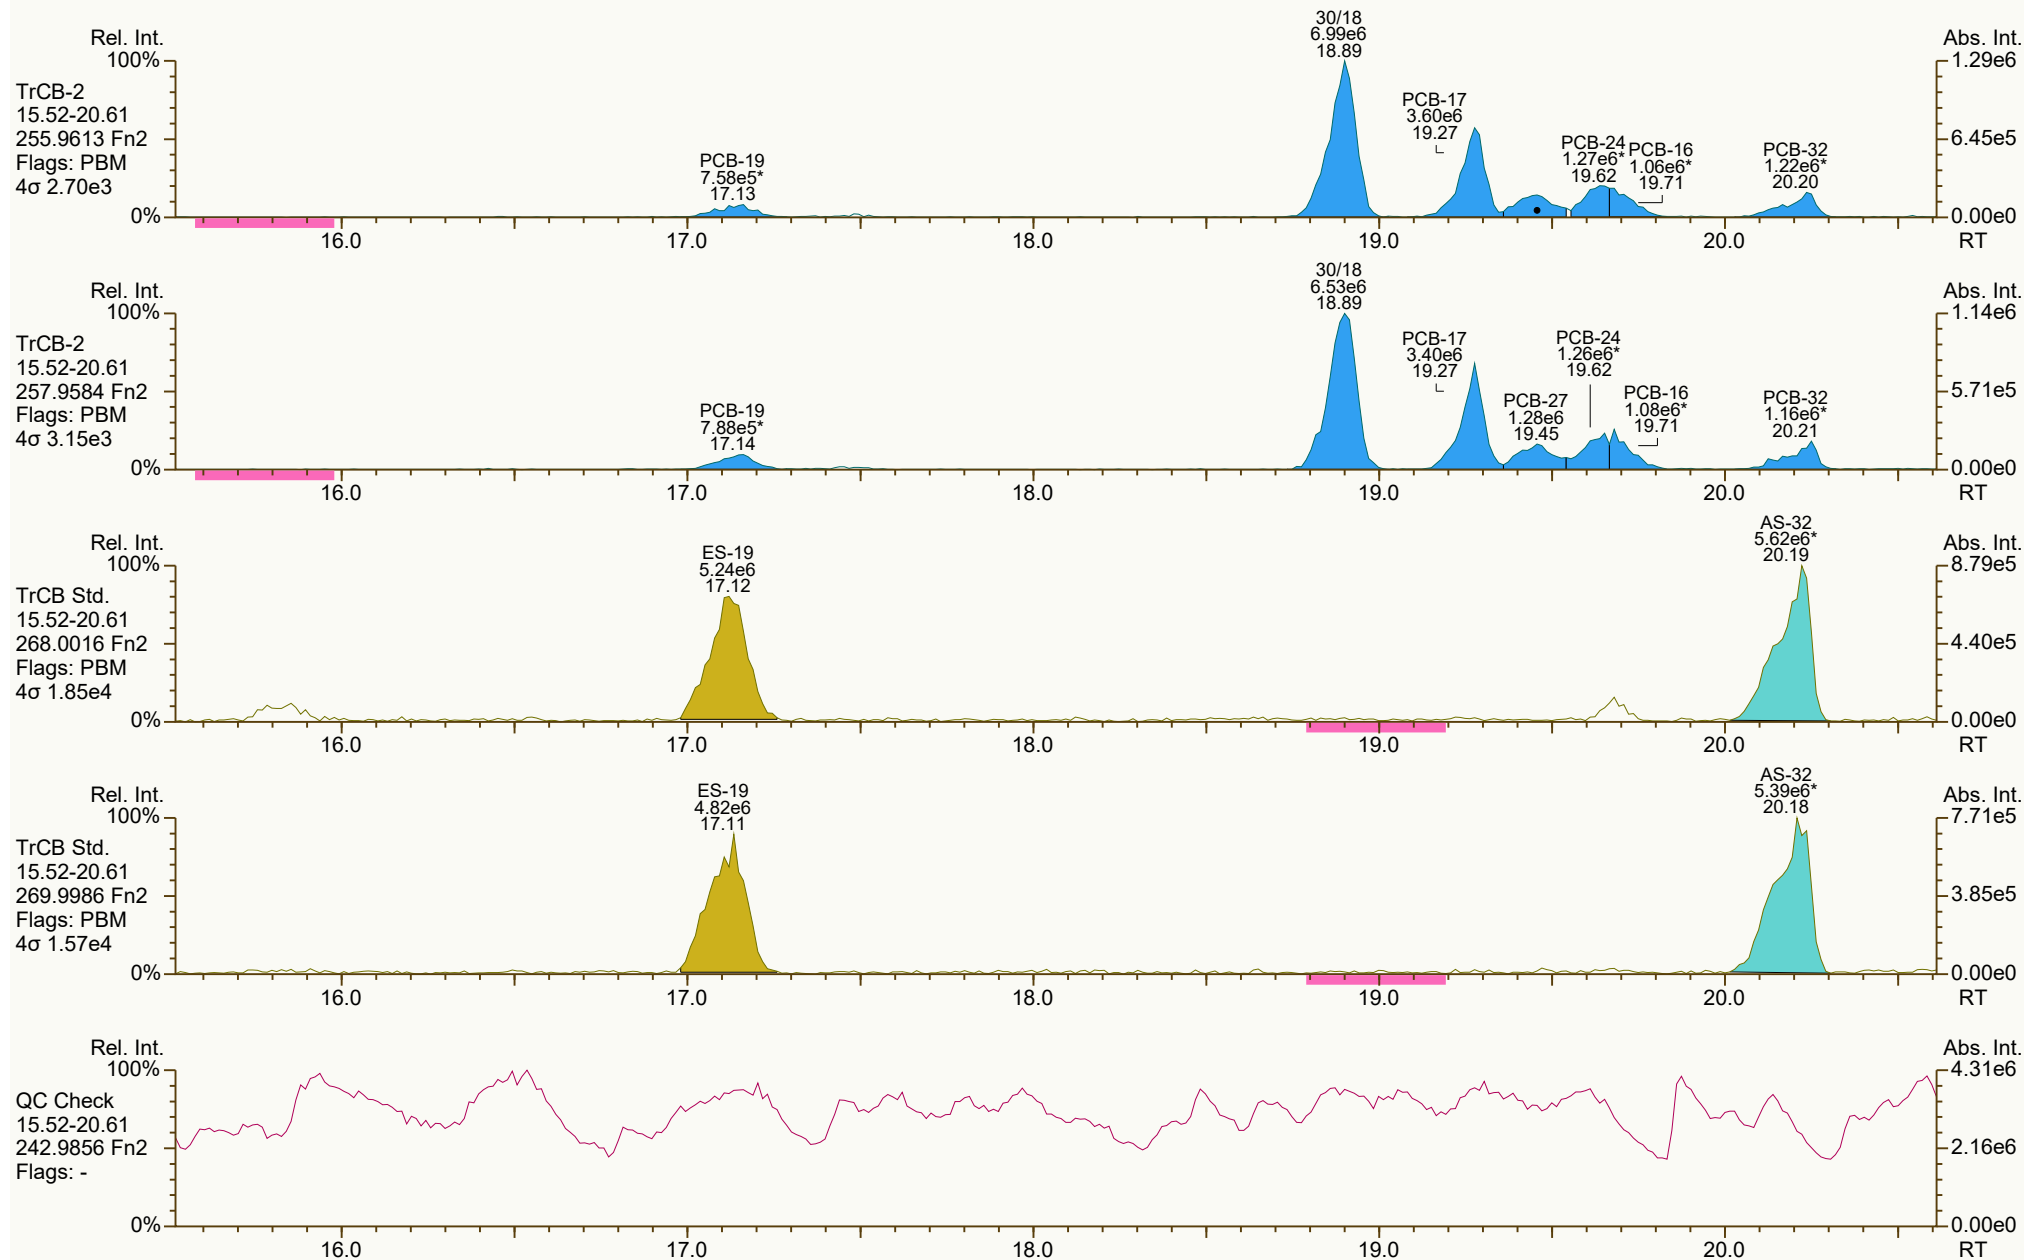 Rel. Int.
100%
0%
TrCB-2
15.52-20.61
255.9613 Fn2
Flags: PBM
4σ 2.70e3
PCB-19
7.58e5*
17.13
30/18
6.99e6
18.89
PCB-17
3.60e6
19.27
PCB-24
1.27e6*
19.62
PCB-16
1.06e6*
19.71
PCB-32
1.22e6*
20.20
Abs. Int.
1.29e6
6.45e5
0.00e0
16.0 17.0 18.0 19.0 20.0 RT
Rel. Int.
100%
0%
TrCB-2
15.52-20.61
257.9584 Fn2
Flags: PBM
4σ 3.15e3
PCB-19
7.88e5*
17.14
30/18
6.53e6
18.89
PCB-17
3.40e6
19.27
PCB-27
1.28e6
19.45
PCB-24
1.26e6*
19.62
PCB-16
1.08e6*
19.71
PCB-32
1.16e6*
20.21
Abs. Int.
1.14e6
5.71e5
0.00e0
16.0 17.0 18.0 19.0 20.0 RT
Rel. Int.
100%
0%
TrCB Std.
15.52-20.61
268.0016 Fn2
Flags: PBM
4σ 1.85e4
ES-19
5.24e6
17.12
AS-32
5.62e6*
20.19
Abs. Int.
8.79e5
4.40e5
0.00e0
16.0 17.0 18.0 19.0 20.0 RT
Rel. Int.
100%
0%
TrCB Std.
15.52-20.61
269.9986 Fn2
Flags: PBM
4σ 1.57e4
ES-19
4.82e6
17.11
AS-32
5.39e6*
20.18
Abs. Int.
7.71e5
3.85e5
0.00e0
16.0 17.0 18.0 19.0 20.0 RT
Rel. Int.
100%
0%
QC Check
15.52-20.61
242.9856 Fn2
Flags: -
Abs. Int.
4.31e6
2.16e6
0.00e0
16.0 17.0 18.0 19.0 20.0 RT